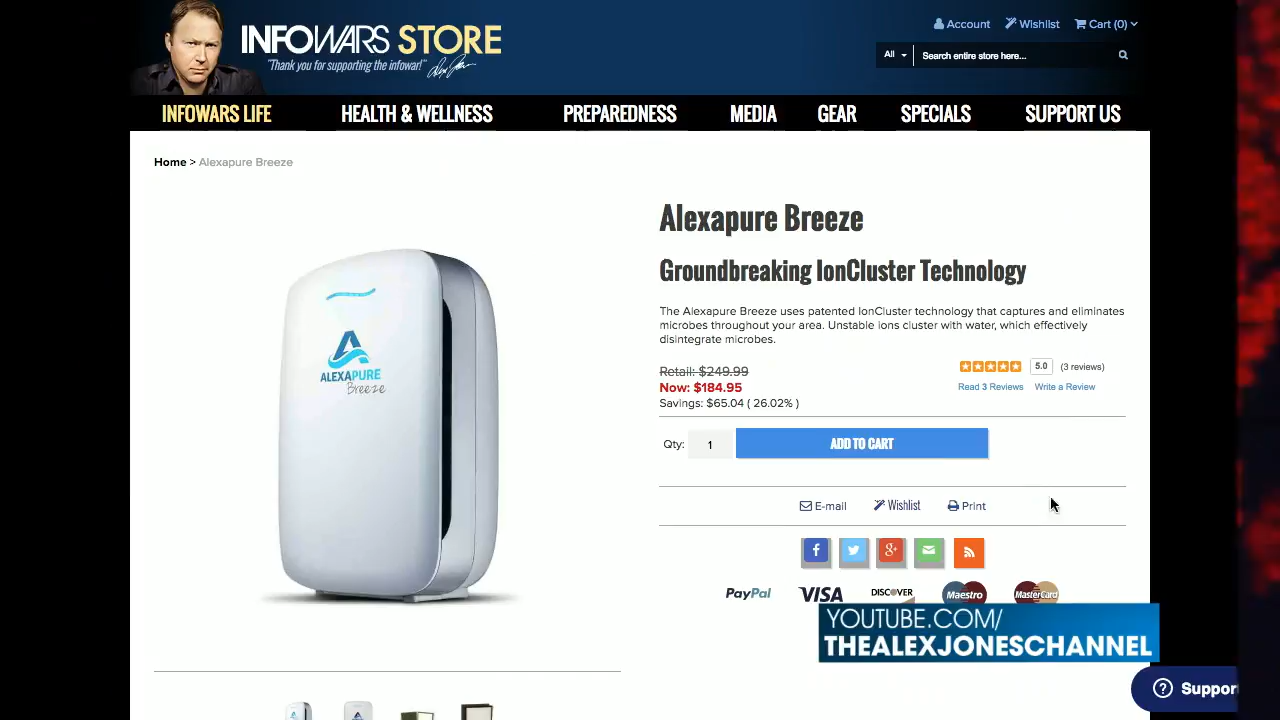 INFOWARS STORE
"Thank you for supporting the infowar!"
Account
Wishlist
Cart (0)
All
Search entire store here...
INFOWARS LIFE
HEALTH & WELLNESS
PREPAREDNESS
MEDIA
GEAR
SPECIALS
SUPPORT US
Home > Alexapure Breeze
ALEXAPURE
Breeze
Alexapure Breeze
Groundbreaking IonCluster Technology
The Alexapure Breeze uses patented IonCluster technology that captures and eliminates
microbes throughout your area. Unstable ions cluster with water, which effectively
disintegrate microbes.
Retail: $249.99
Now: $184.95
Savings: $65.04 ( 26.02% )
5.0
(3 reviews)
Read 3 Reviews
Write a Review
Qty:
1
ADD TO CART
E-mail
Wishlist
Print
PayPal
VISA
DISCOVER
Maestro
MasterCard
YOUTUBE.COM/
THEALEXJONESCHANNEL
Suppor